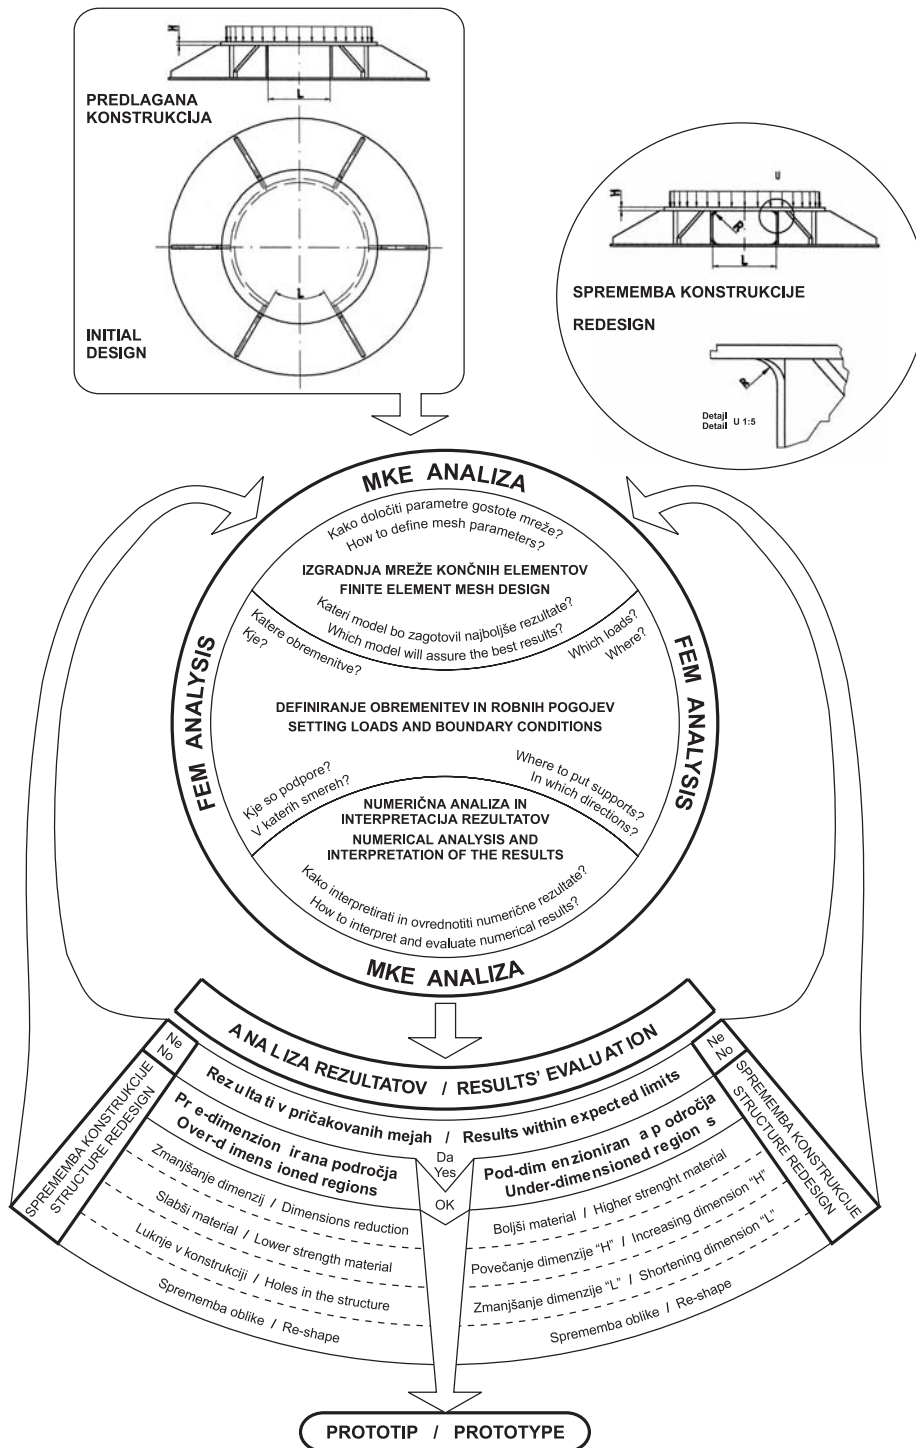 H
L
PREDLAGANA
KONSTRUKCIJA
L
INITIAL
DESIGN
U
H
R
L
SPREMEMBA KONSTRUKCIJE
REDESIGN
R
Detajl
Detail U 1:5
MKE ANALIZA
Kako določiti parametre gostote mreže?
How to define mesh parameters?
IZGRADNJA MREŽE KONČNIH ELEMENTOV
FINITE ELEMENT MESH DESIGN
Kateri model bo zagotovil najboljše rezultate?
Which model will assure the best results?
Katere obremenitve?
Kje?
Which loads?
Where?
FEM ANALYSIS
FEM ANALYSIS
DEFINIRANJE OBREMENITEV IN ROBNIH POGOJEV
SETTING LOADS AND BOUNDARY CONDITIONS
Kje so podpore?
V katerih smereh?
Where to put supports?
In which directions?
NUMERIČNA ANALIZA IN
INTERPRETACIJA REZULTATOV
NUMERICAL ANALYSIS AND
INTERPRETATION OF THE RESULTS
Kako interpretirati in ovrednotiti numerične rezultate?
How to interpret and evaluate numerical results?
MKE ANALIZA
ANALIZA REZULTATOV / RESULTS' EVALUATION
Ne
No
Ne
No
Rezultati v pričakovanih mejah / Results within expected limits
SPREMEMBA KONSTRUKCIJE
STRUCTURE REDESIGN
SPREMEMBA KONSTRUKCIJE
STRUCTURE REDESIGN
Da
Yes
OK
Pre-dimenzionirana področja
Over-dimensioned regions
Zmanjšanje dimenzij / Dimensions reduction
Slabši material / Lower strength material
Luknje v konstrukciji / Holes in the structure
Sprememba oblike / Re-shape
Pod-dimenzionirana področja
Under-dimensioned regions
Boljši material / Higher strenght material
Povečanje dimenzije "H" / Increasing dimension "H"
Zmanjšanje dimenzije "L" / Shortening dimension "L"
Sprememba oblike / Re-shape
PROTOTIP / PROTOTYPE